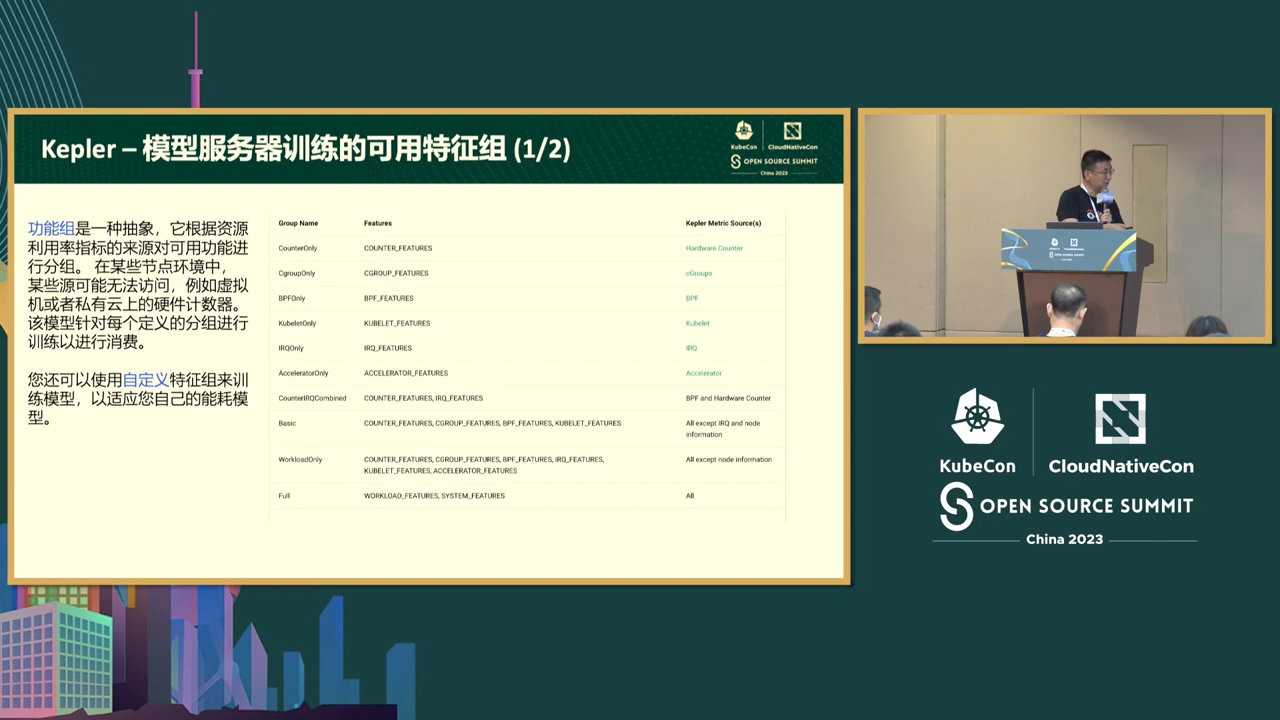 Kepler – 模型服务器训练的可用特征组 (1/2)
KubeCon
CloudNativeCon
OPEN SOURCE SUMMIT
China 2023
功能组是一种抽象，它根据资源
利用率指标的来源对可用功能进
行分组。 在某些节点环境中，
某些源可能无法访问，例如虚拟
机或者私有云上的硬件计数器。
该模型针对每个定义的分组进行
训练以进行消费。
您还可以使用自定义特征组来训
练模型，以适应您自己的能耗模
型。
Group Name Features Kepler Metric Source(s)
CounterOnly COUNTER_FEATURES Hardware Counter
CgroupOnly CGROUP_FEATURES cGroups
BPFOnly BPF_FEATURES BPF
KubeletOnly KUBELET_FEATURES Kubelet
IRQOnly IRQ_FEATURES IRQ
AcceleratorOnly ACCELERATOR_FEATURES Accelerator
CounterIRQCombined COUNTER_FEATURES, IRQ_FEATURES BPF and Hardware Counter
Basic COUNTER_FEATURES, CGROUP_FEATURES, BPF_FEATURES, KUBELET_FEATURES All except IRQ and node
information
WorkloadOnly COUNTER_FEATURES, CGROUP_FEATURES, BPF_FEATURES, IRQ_FEATURES, All except node information
KUBELET_FEATURES, ACCELERATOR_FEATURES
Full WORKLOAD_FEATURES, SYSTEM_FEATURES All
KubeCon
CloudNativeCon
OPEN SOURCE SUMMIT
China 2023